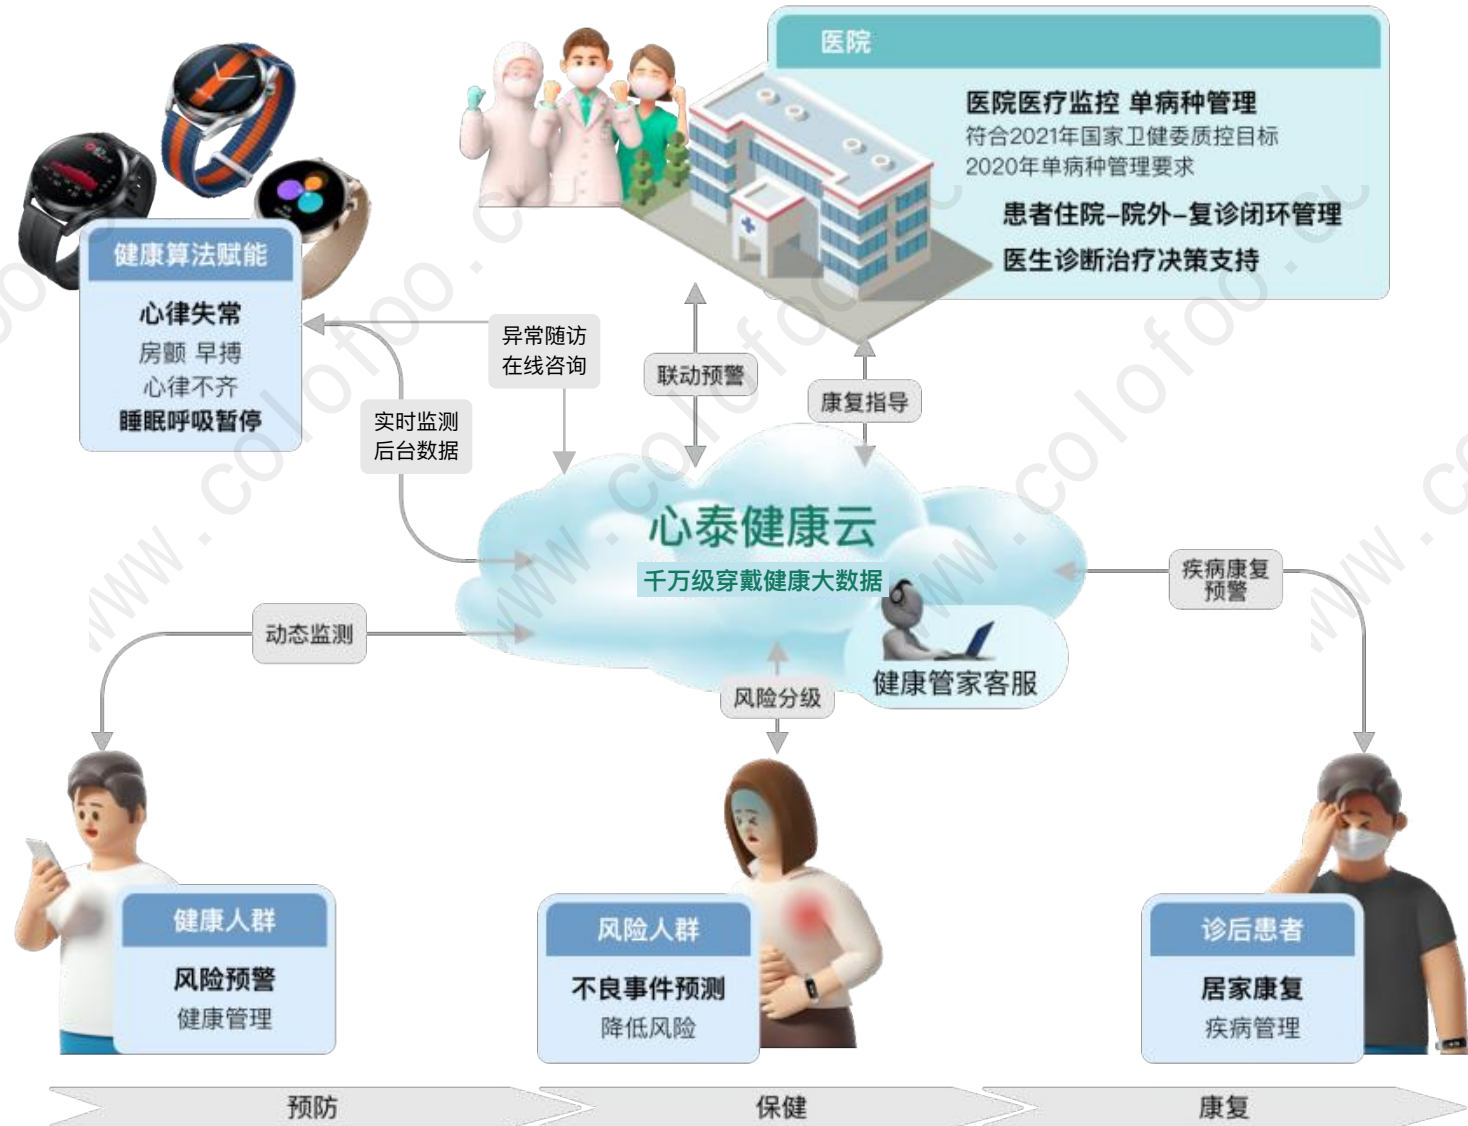 医院
医院医疗监控 单病种管理
符合2021年国家卫健委质控目标
2020年单病种管理要求
患者住院-院外-复诊闭环管理
医生诊断治疗决策支持
健康算法赋能
心律失常
房颤 早搏
心律不齐
睡眠呼吸暂停
异常随访
在线咨询
联动预警
康复指导
实时监测
后台数据
心泰健康云
千万级穿戴健康大数据
健康管家客服
疾病康复
预警
动态监测
风险分级
健康人群
风险预警
健康管理
风险人群
不良事件预测
降低风险
诊后患者
居家康复
疾病管理
预防
保健
康复
www.colofoo.com